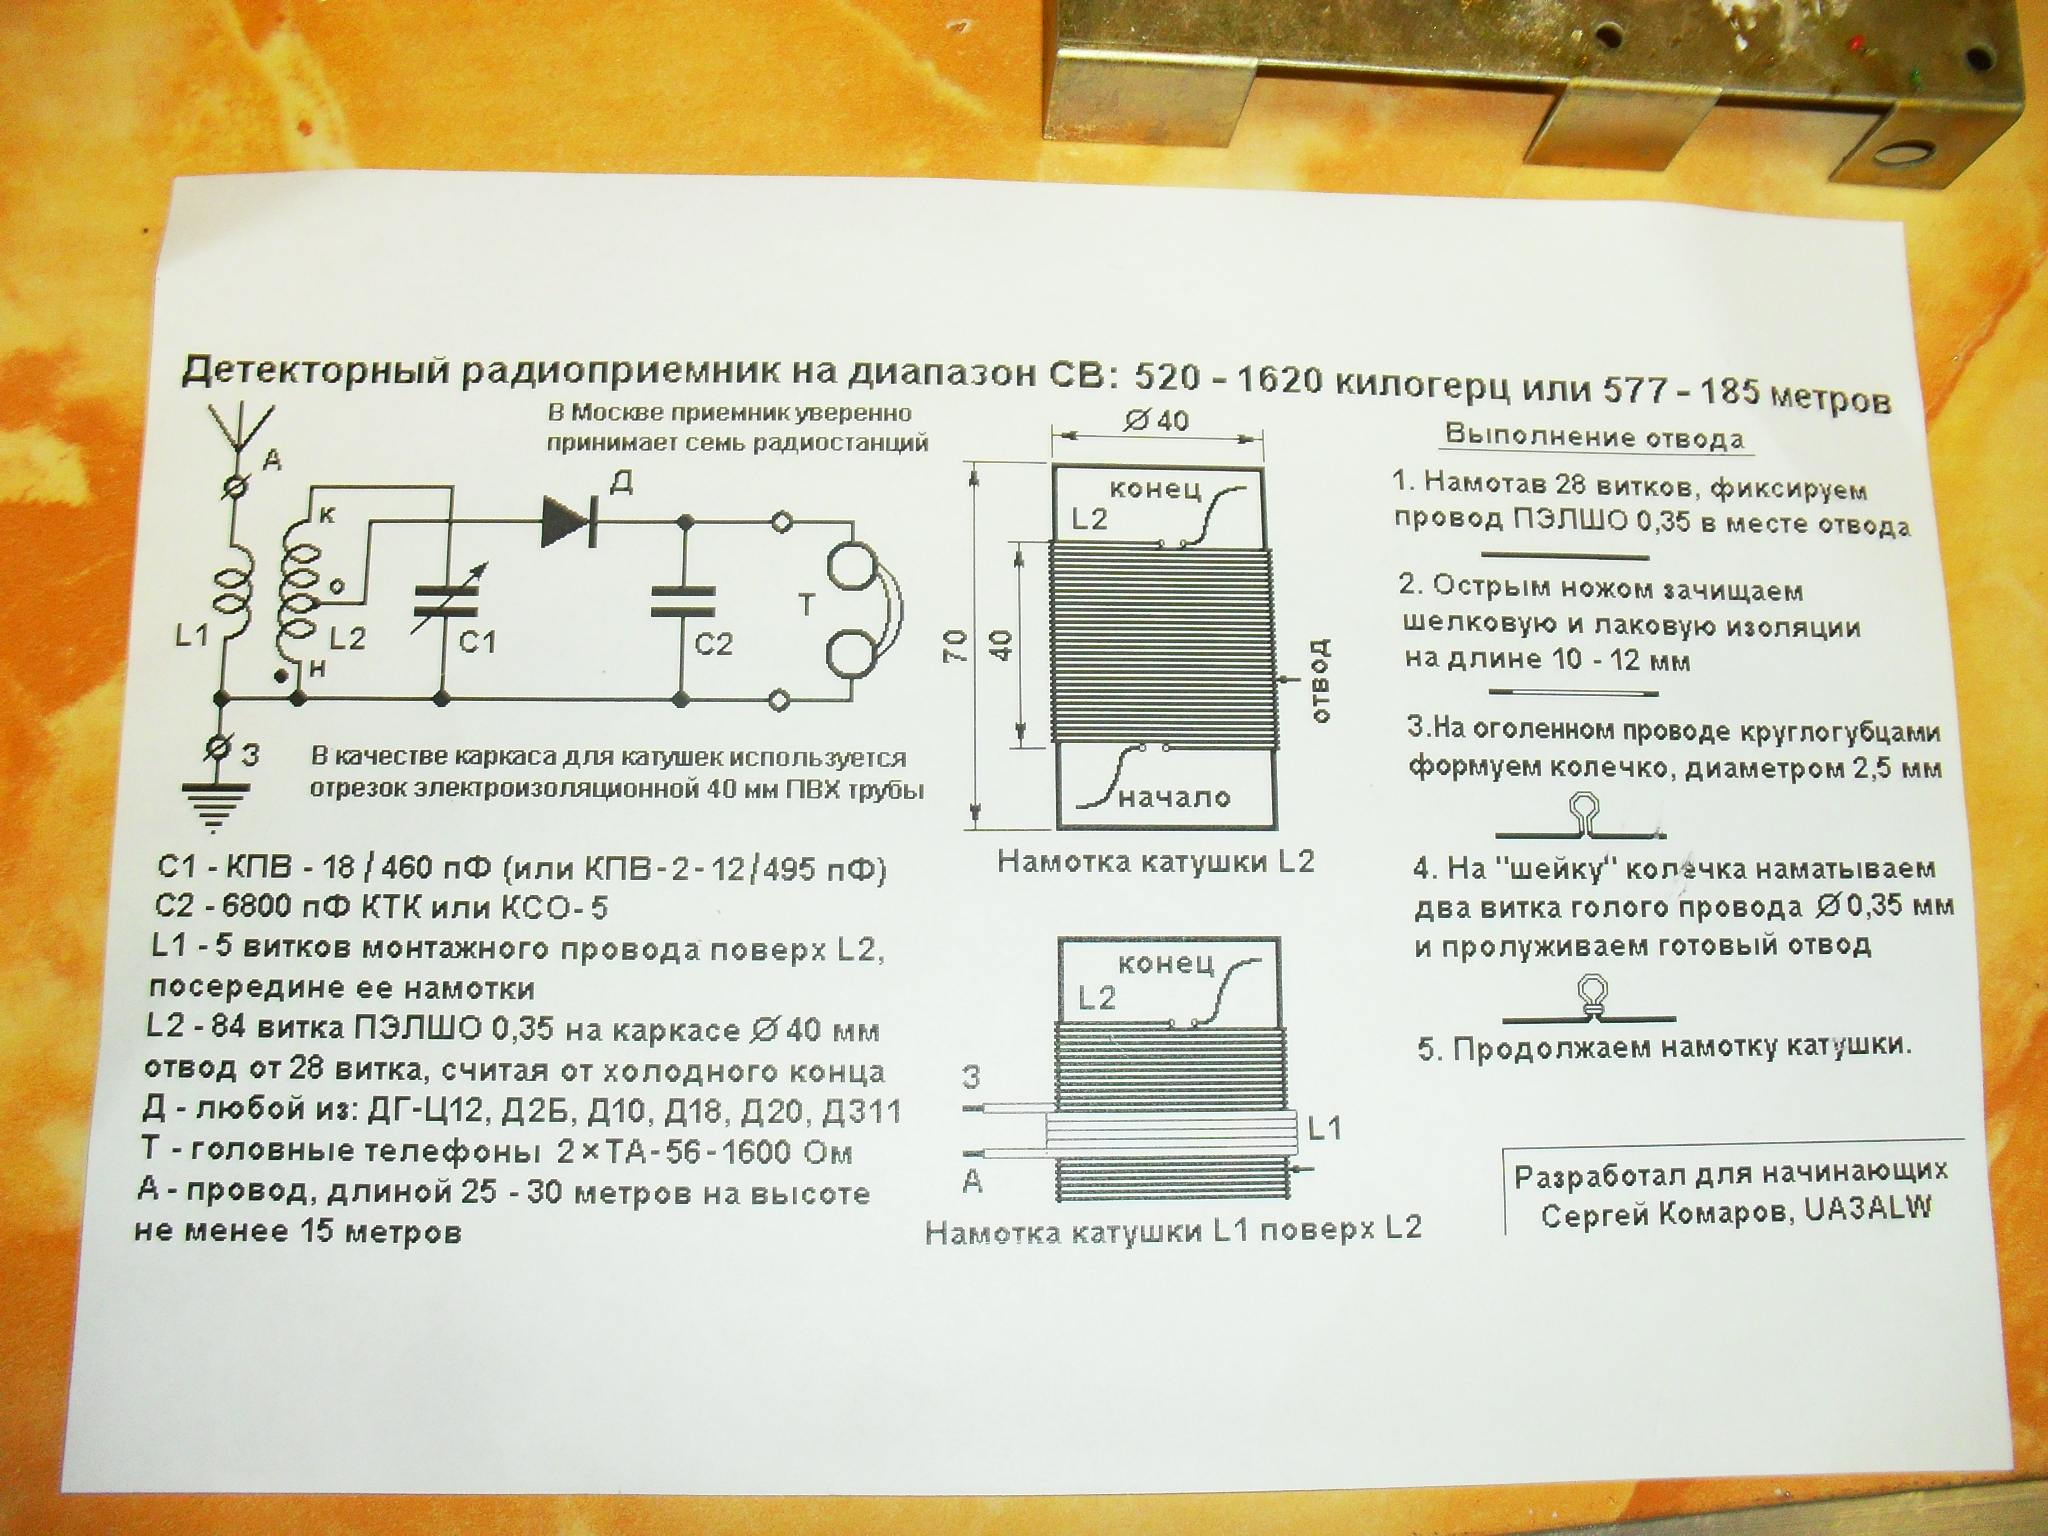 Детекторный радиоприемник на диапазон СВ: 520 - 1620 килогерц или 577 - 185 метров
В Москве приемник уверенно
принимает семь радиостанций
А
К
Д
L1
L2
Н
С1
С2
Т
З
В качестве каркаса для катушек используется
отрезок электроизоляционной 40 мм ПВХ трубы
С1 - КПВ - 18 / 460 пФ (или КПВ-2-12/495 пФ)
С2 - 6800 пФ КТК или КСО-5
L1 - 5 витков монтажного провода поверх L2,
посередине ее намотки
L2 - 84 витка ПЭЛШО 0,35 на каркасе Ø 40 мм
отвод от 28 витка, считая от холодного конца
Д - любой из: ДГ-Ц12, Д2Б, Д10, Д18, Д20, Д311
Т - головные телефоны 2×ТА-56-1600 Ом
А - провод, длиной 25 - 30 метров на высоте
не менее 15 метров
Ø 40
конец
L2
70
40
отвод
начало
Намотка катушки L2
конец
L2
З
L1
А
Намотка катушки L1 поверх L2
Выполнение отвода
1. Намотав 28 витков, фиксируем
провод ПЭЛШО 0,35 в месте отвода
2. Острым ножом зачищаем
шелковую и лаковую изоляции
на длине 10 - 12 мм
3.На оголенном проводе круглогубцами
формуем колечко, диаметром 2,5 мм
4. На "шейку" колечка наматываем
два витка голого провода Ø 0,35 мм
и пролуживаем готовый отвод
5. Продолжаем намотку катушки.
Разработал для начинающих
Сергей Комаров, UA3ALW